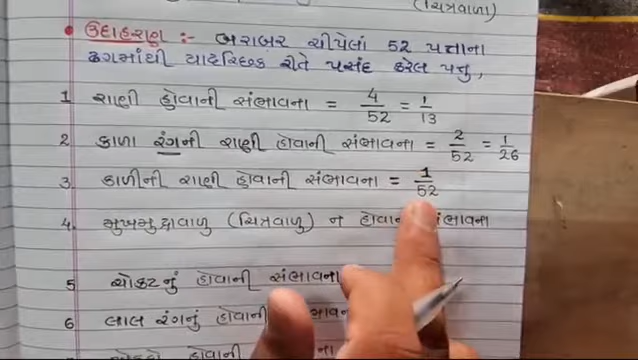 (ચિત્રવાળા)
• ઉદાહરણ :- બરાબર ચીપેલાં 52 પત્તાના
ઢગમાંથી યાદચ્છિક રીતે પસંદ કરેલ પત્તુ,
1 રાણી હોવાની સંભાવના = 4/52 = 1/13
2 કાળા રંગની રાણી હોવાની સંભાવના = 2/52 = 1/26
3. કાળીની રાણી હોવાની સંભાવના = 1/52
4. મુખમુદ્રાવાળુ (ચિત્રવાળુ) ન હોવાની સંભાવના
5 ચોકટનું હોવાની સંભાવના
6 લાલ રંગનું હોવાની
હોવાની